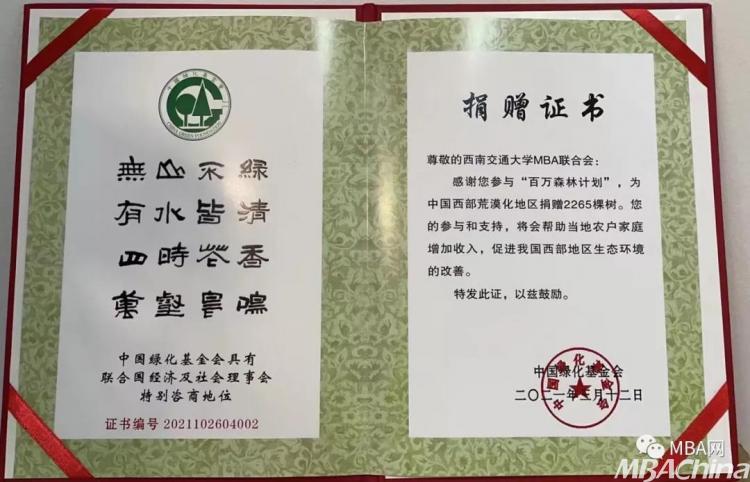 中国绿化基金会
CHINA GREEN FOUNDATION
無山不綠
有水皆清
四時花香
萬壑鳥鳴
中国绿化基金会具有
联合国经济及社会理事会
特别咨商地位
证书编号 2021102604002
捐赠证书
尊敬的西南交通大学MBA联合会：
感谢您参与“百万森林计划”，为
中国西部荒漠化地区捐赠2265棵树。您
的参与和支持，将会帮助当地农户家庭
增加收入，促进我国西部地区生态环境
的改善。
特发此证，以兹鼓励。
中国绿化基金会
二〇二一年三月十二日
中国绿化基金会
MBA网
MBAChina